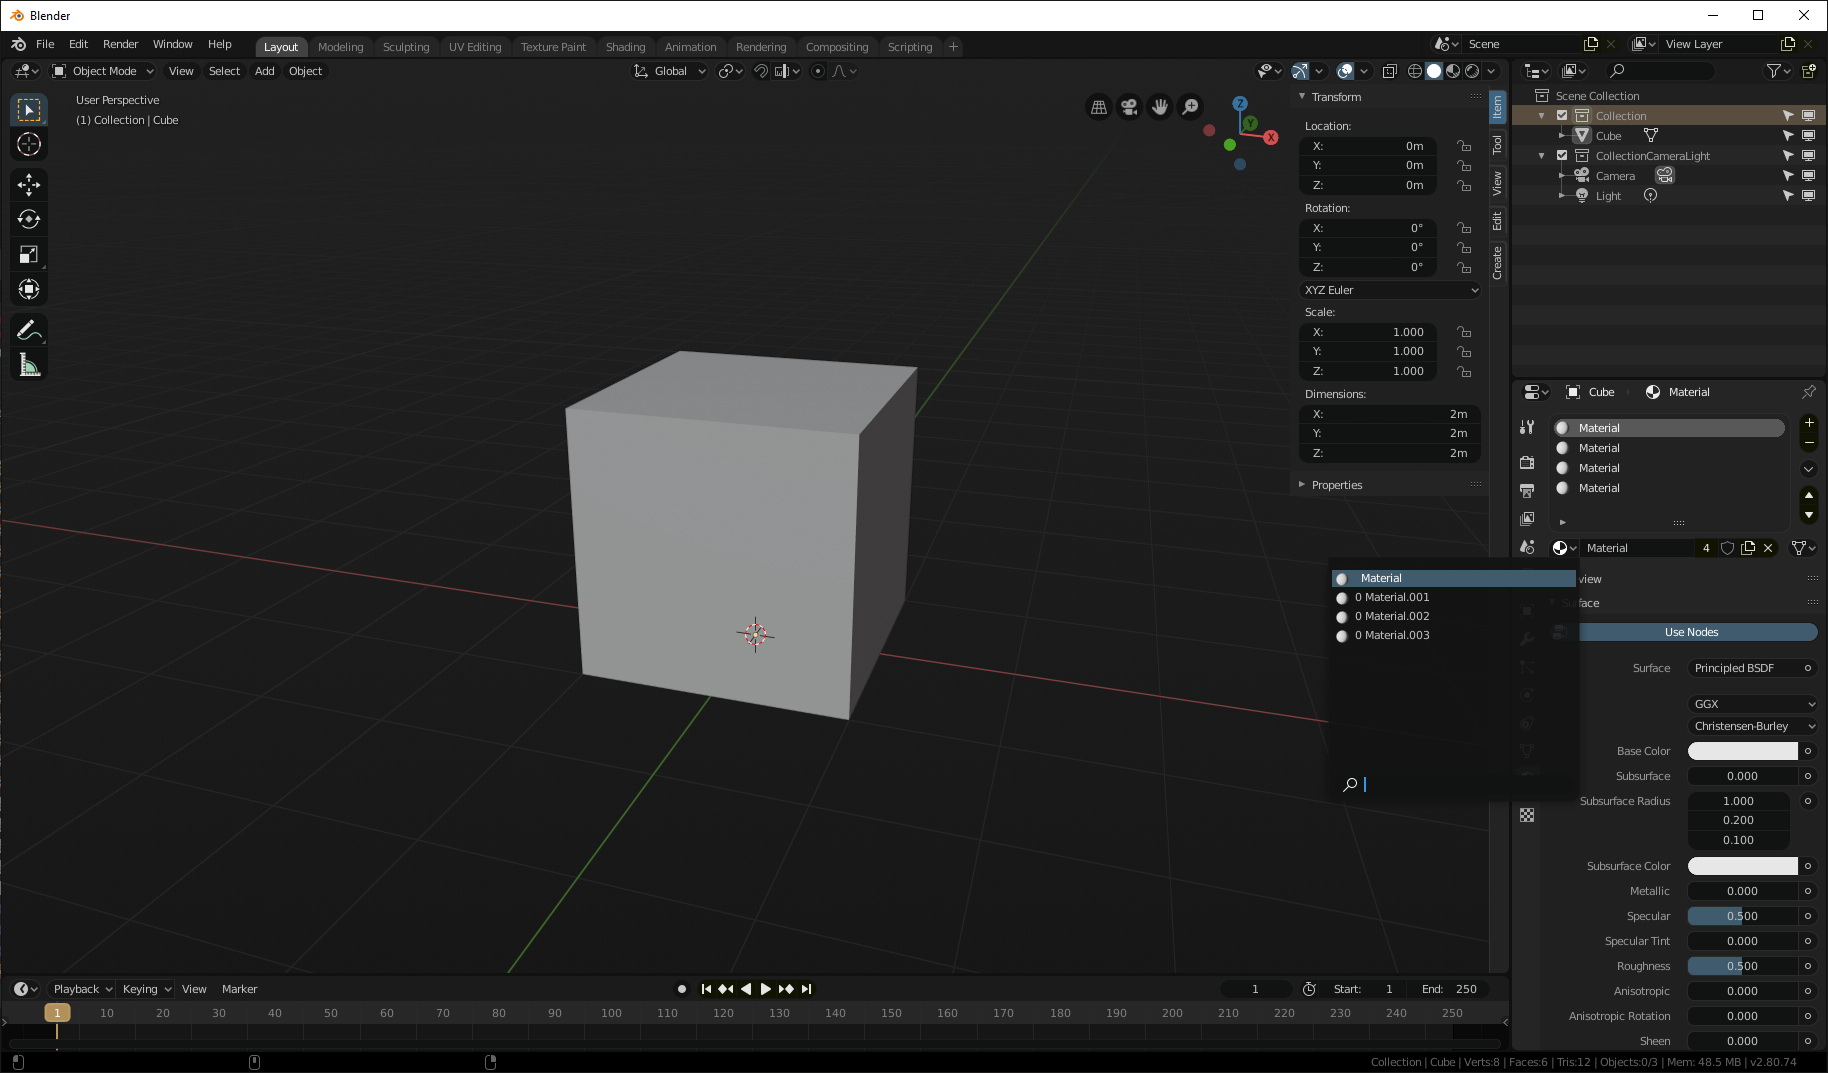 Blender
File Edit Render Window Help Layout Modeling Sculpting UV Editing Texture Paint Shading Animation Rendering Compositing Scripting + Scene View Layer
Object Mode View Select Add Object Global
User Perspective
(1) Collection | Cube
Z
Y
X
Transform
Location:
X: 0m
Y: 0m
Z: 0m
Rotation:
X: 0°
Y: 0°
Z: 0°
XYZ Euler
Scale:
X: 1.000
Y: 1.000
Z: 1.000
Dimensions:
X: 2m
Y: 2m
Z: 2m
Properties
Item
Tool
View
Edit
Create
Scene Collection
Collection
Cube
CollectionCameraLight
Camera
Light
Cube Material
Material
Material
Material
Material
Material 4
Material
0 Material.001
0 Material.002
0 Material.003
view
Surface
Use Nodes
Surface Principled BSDF
GGX
Christensen-Burley
Base Color
Subsurface 0.000
Subsurface Radius 1.000
0.200
0.100
Subsurface Color
Metallic 0.000
Specular 0.500
Specular Tint 0.000
Roughness 0.500
Anisotropic 0.000
Anisotropic Rotation 0.000
Sheen 0.000
Playback Keying View Marker 1 Start: 1 End: 250
1 10 20 30 40 50 60 70 80 90 100 110 120 130 140 150 160 170 180 190 200 210 220 230 240 250
Collection | Cube | Verts:8 | Faces:6 | Tris:12 | Objects:0/3 | Mem: 48.5 MB | v2.80.74